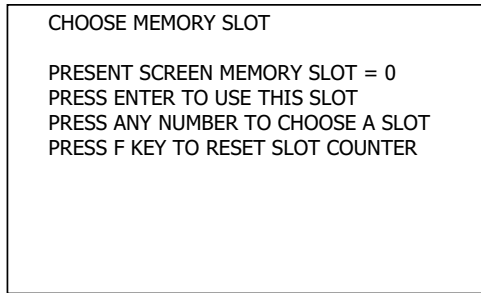 CHOOSE MEMORY SLOT
PRESENT SCREEN MEMORY SLOT = 0
PRESS ENTER TO USE THIS SLOT
PRESS ANY NUMBER TO CHOOSE A SLOT
PRESS F KEY TO RESET SLOT COUNTER